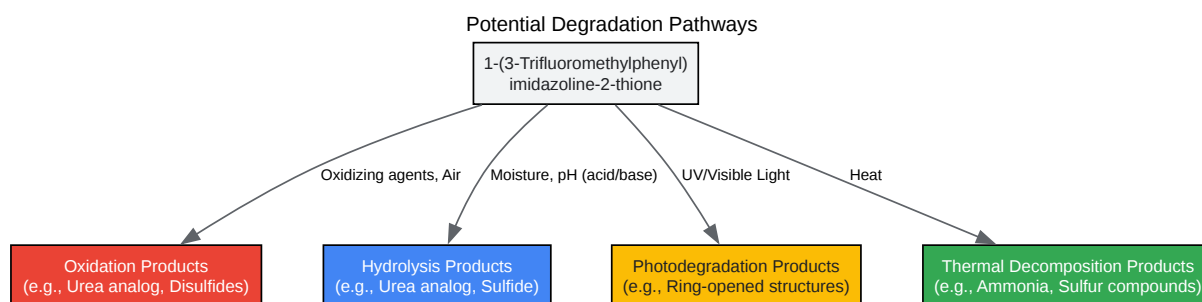 Potential Degradation Pathways
1-(3-Trifluoromethylphenyl)
imidazoline-2-thione
Oxidizing agents, Air
Moisture, pH (acid/base)
UV/Visible Light
Heat
Oxidation Products
(e.g., Urea analog, Disulfides)
Hydrolysis Products
(e.g., Urea analog, Sulfide)
Photodegradation Products
(e.g., Ring-opened structures)
Thermal Decomposition Products
(e.g., Ammonia, Sulfur compounds)